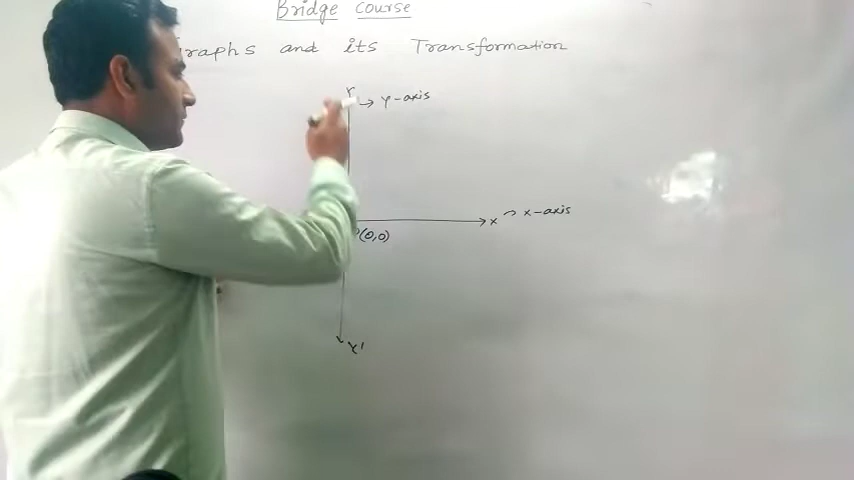 Bridge Course
raphs and its Transformation
Y → Y-axis
X → X-axis
(0,0)
Y'